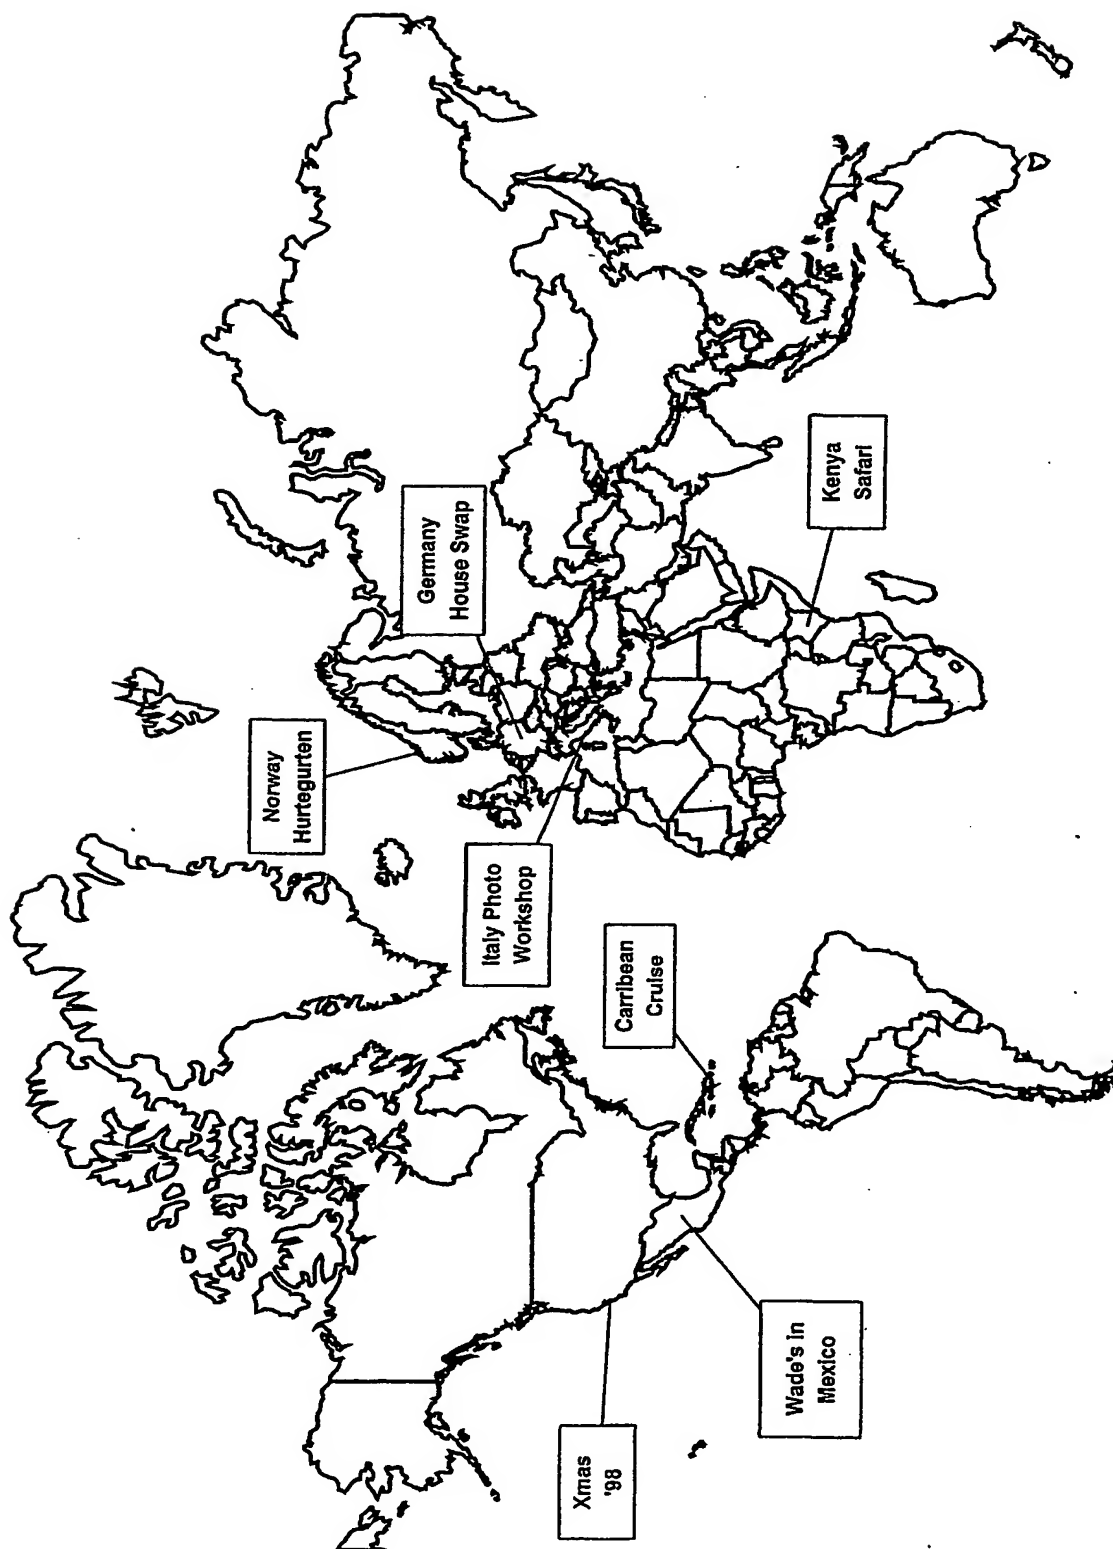 Norway
Hurtegurten
Germany
House Swap
Italy Photo
Workshop
Carribean
Cruise
Kenya
Safari
Xmas
'98
Wade's in
Mexico